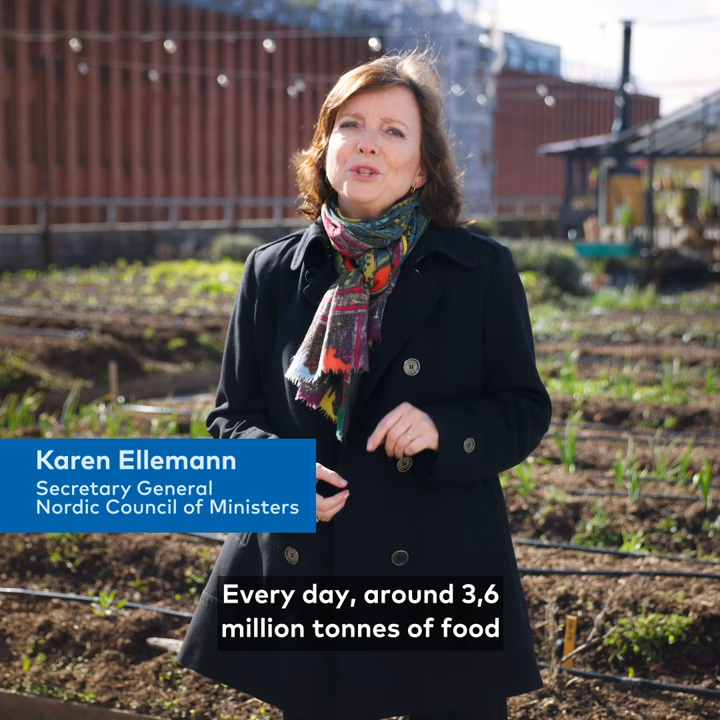 Karen Ellemann
Secretary General
Nordic Council of Ministers
Every day, around 3,6
million tonnes of food